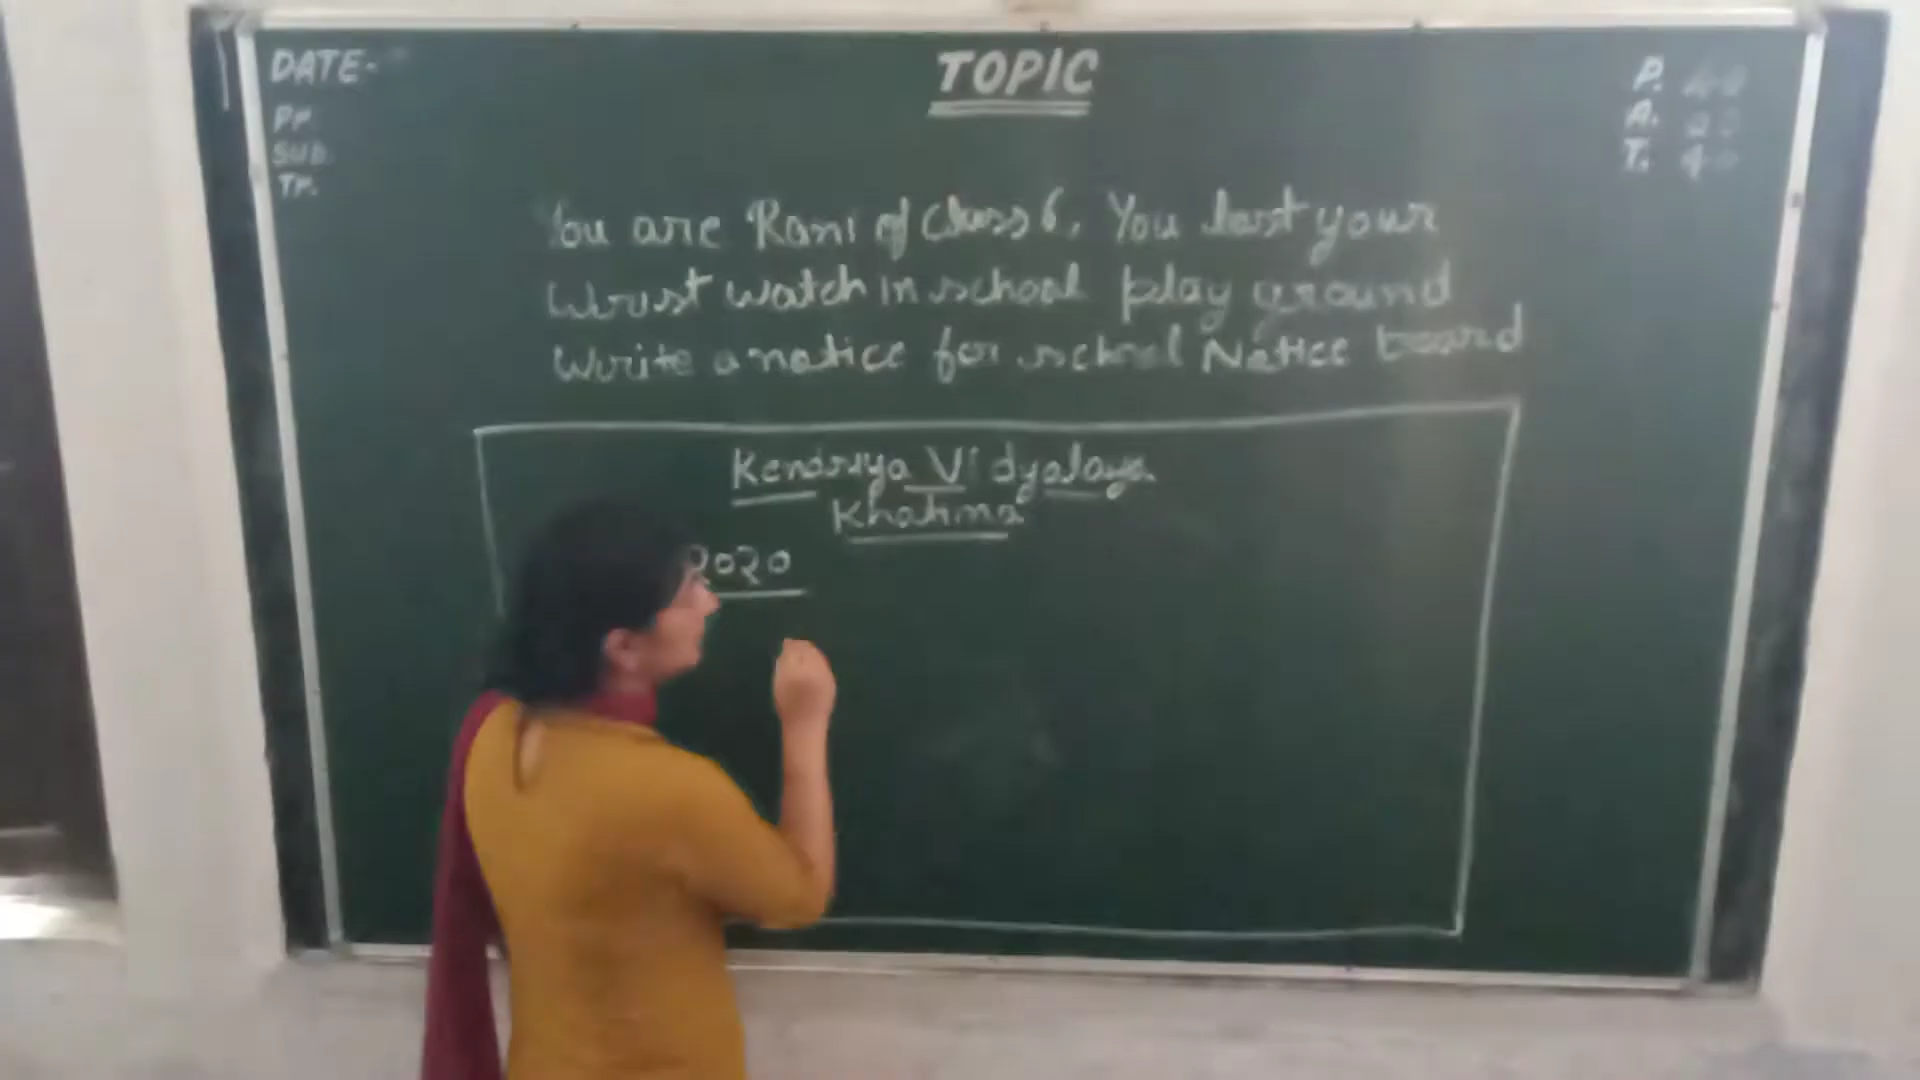 DATE-
TOPIC
P.
A.
T.
SUB.
TP.
You are Rani of class 6. You lost your
Wrist watch in school play ground
Write a notice for school Notice board
Kendriya Vidyalaya
Khatima
2020